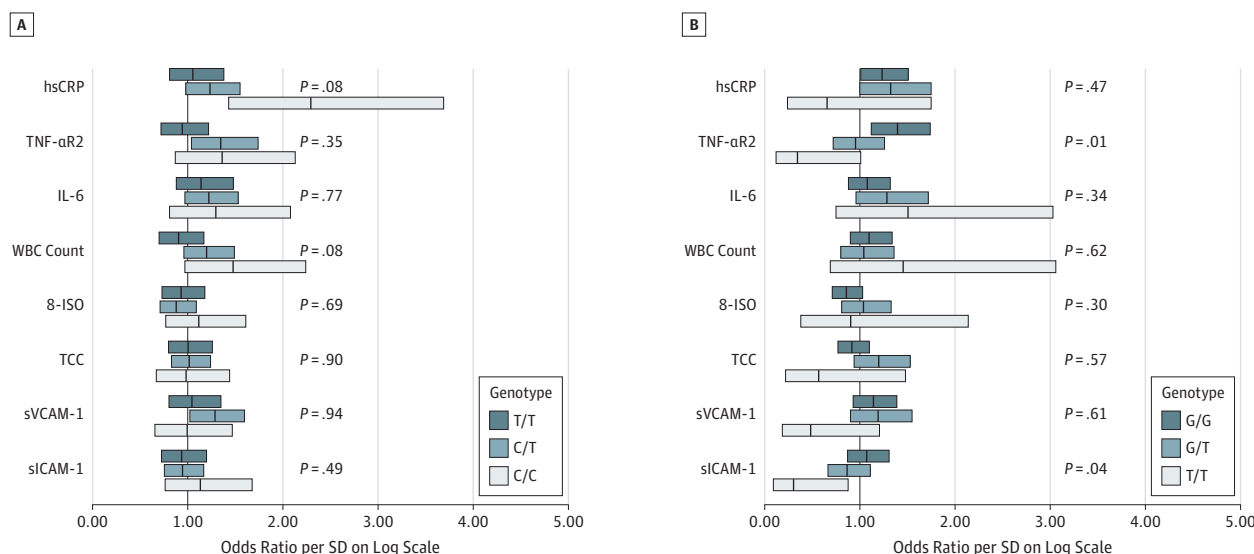 A
hsCRP
P = .08
TNF-αR2
P = .35
IL-6
P = .77
WBC Count
P = .08
8-ISO
P = .69
TCC
P = .90
sVCAM-1
P = .94
sICAM-1
P = .49
Genotype
T/T
C/T
C/C
0.00 1.00 2.00 3.00 4.00 5.00
Odds Ratio per SD on Log Scale
B
hsCRP
P = .47
TNF-αR2
P = .01
IL-6
P = .34
WBC Count
P = .62
8-ISO
P = .30
TCC
P = .57
sVCAM-1
P = .61
sICAM-1
P = .04
Genotype
G/G
G/T
T/T
0.00 1.00 2.00 3.00 4.00 5.00
Odds Ratio per SD on Log Scale